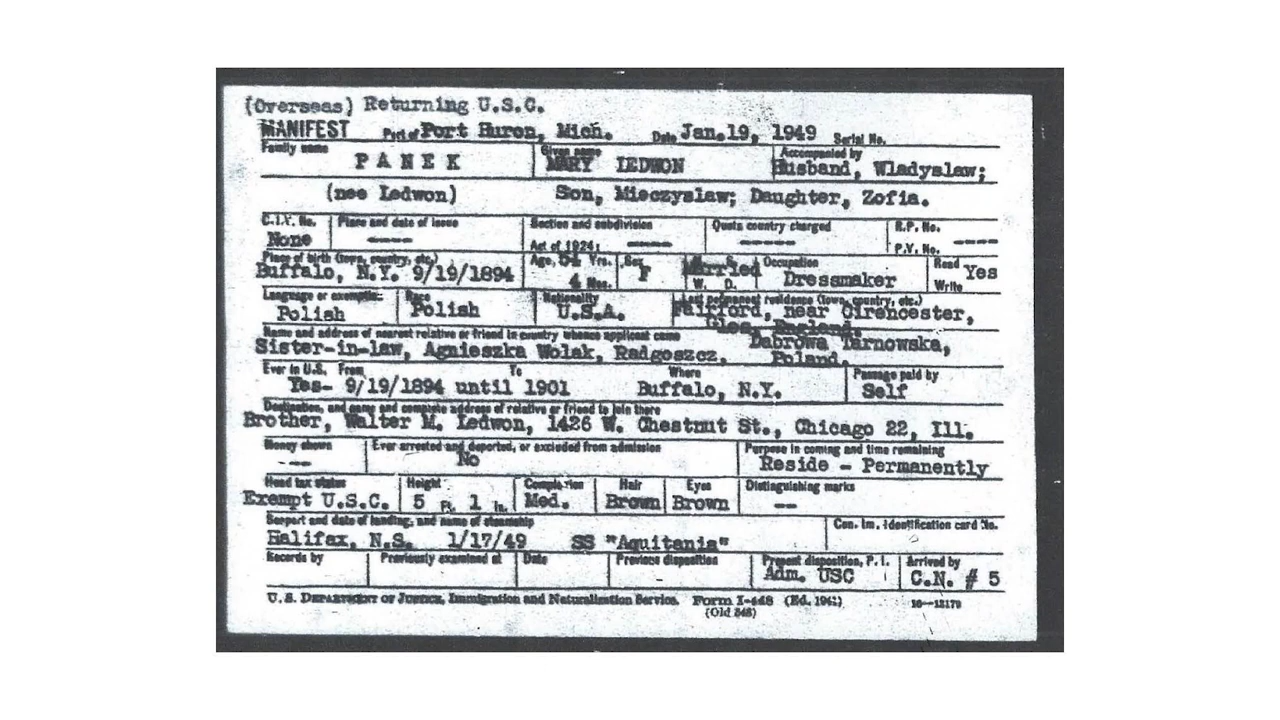 (Overseas) Returning U.S.C.
MANIFEST Port of Port Huron, Mich. Date Jan.19, 1949 Serial No.
Family name Given name Accompanied by
P A N E K MARY LEDWON Husband, Wladyslaw;
(nee Ledwon) Son, Mieczyslaw; Daughter, Zofia.
C.I.V. No. Place and date of issue Section and subdivision Quota country charged R.P. No.
None ---- Act of 1924: ---- ----- P.V. No. ----
Place of birth (town, country, etc.) Age, 54 Yrs. Sex M. S. Occupation Read Yes
Buffalo, N.Y. 9/19/1894 4 Mos. F Married W. D. Dressmaker Write
Language or exemption Race Nationality Last permanent residence (town, country, etc.)
Polish Polish U.S.A. Fairford, near Cirencester,
Glos. England.
Name and address of nearest relative or friend in country whence applicant came Dabrowa Tarnowska,
Sister-in-law, Agnieszka Wolak, Radgoszcz. Poland.
Ever in U.S. From To Where Passage paid by
Yes- 9/19/1894 until 1901 Buffalo, N.Y. Self
Destination, and name and complete address of relative or friend to join there
Brother, Walter M. Ledwon, 1426 W. Chestnut St., Chicago 22, Ill.
Money shown Ever arrested and deported, or excluded from admission Purpose in coming and time remaining
--- No Reside - Permanently
Head tax status Height Complexion Hair Eyes Distinguishing marks
Exempt U.S.C. 5 Ft. 1 In. Med. Brown Brown --
Seaport and date of landing, and name of steamship Con. Im. Identification card No.
Halifax, N.S. 1/17/49 SS "Aquitania"
Records by Previously examined at Date Previous disposition Present disposition, P.I. Arrived by
Adm. USC C.N. # 5
U. S. DEPARTMENT OF JUSTICE, Immigration and Naturalization Service. Form I-448 (Ed. 1941) 16—13179
(Old 548)